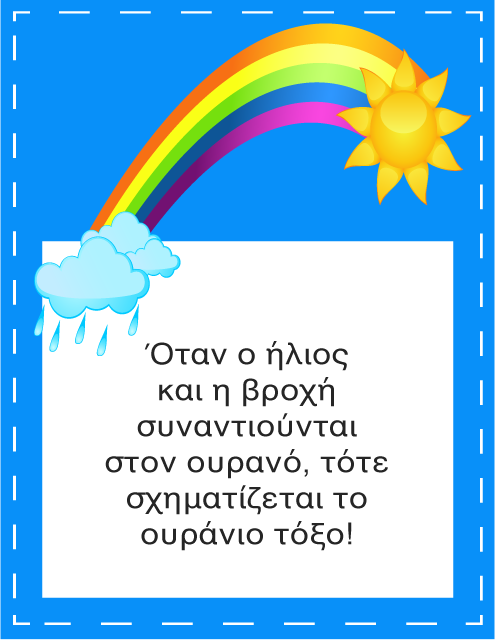 Όταν ο ήλιος
και η βροχή
συναντιούνται
στον ουρανό, τότε
σχηματίζεται το
ουράνιο τόξο!